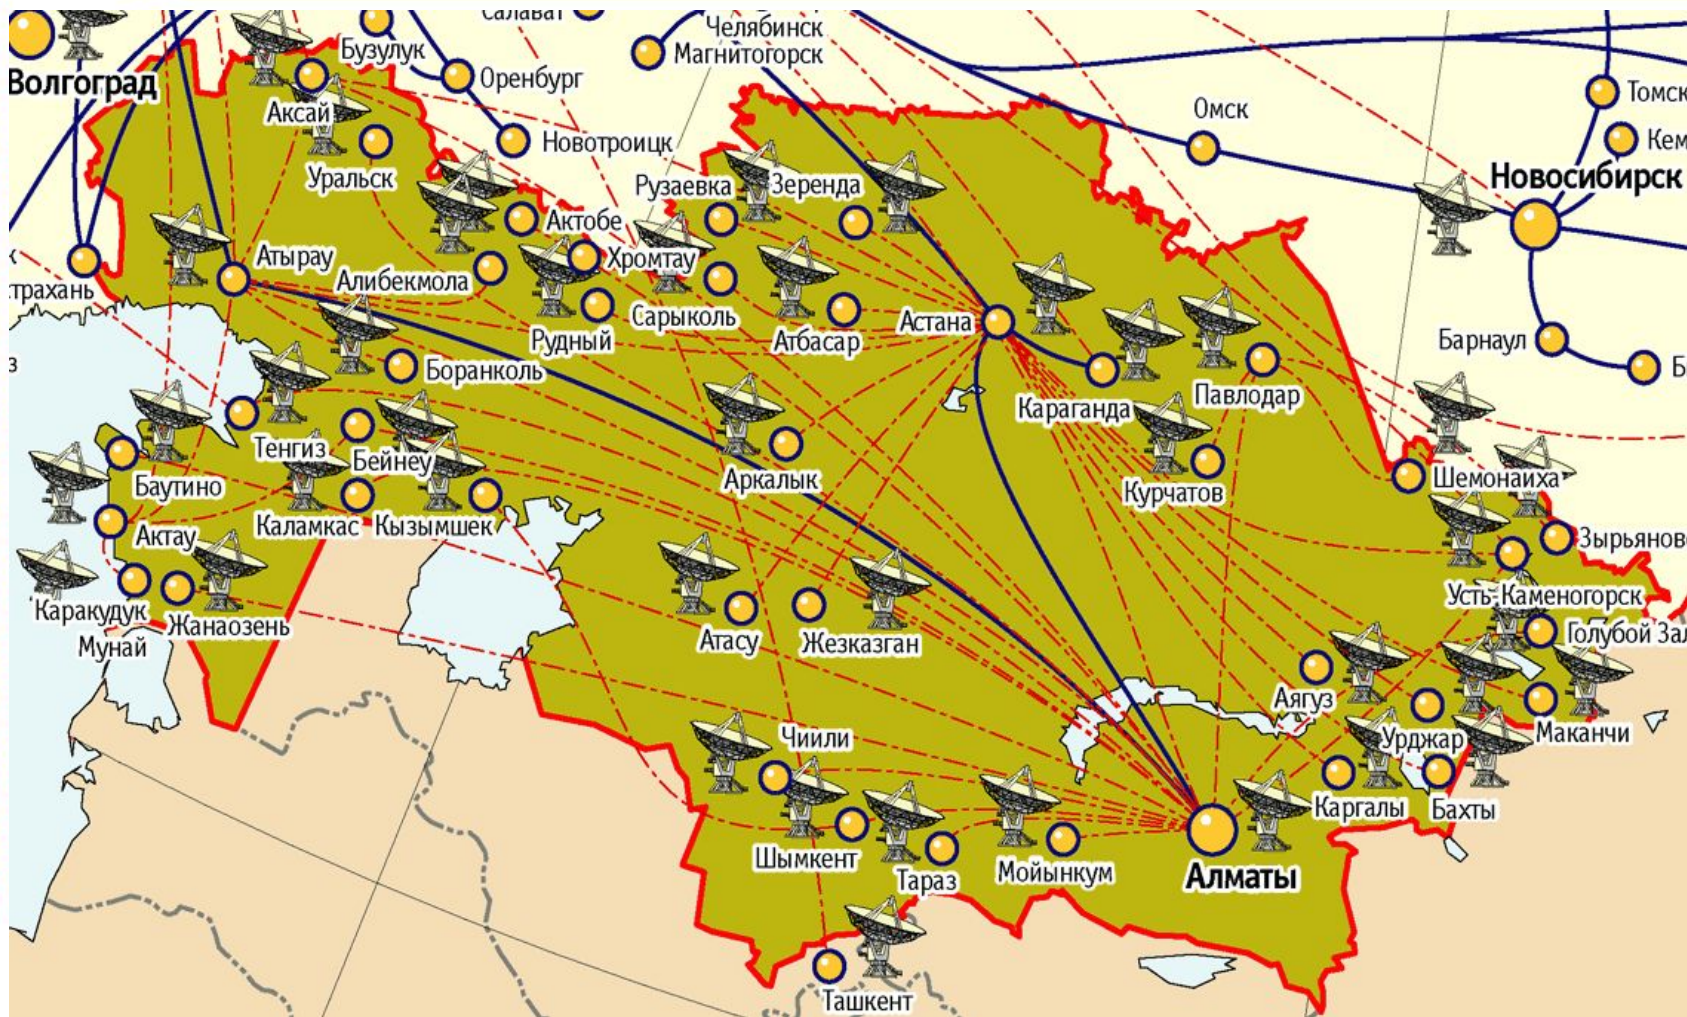 Салават
Челябинск
Бузулук
Магнитогорск
Волгоград
Оренбург
Томск
Омск
Аксай
Новотроицк
Уральск
Рузаевка
Зеренда
Новосибирск
Актобе
Атырау
Хромтау
Алибекмола
Сарыколь
Астана
Рудный
Атбасар
Барнаул
Боранколь
Караганда
Павлодар
Тенгиз
Бейнеу
Баутино
Аркалык
Курчатов
Шемонаиха
Актау
Каламкас
Кызымшек
Каракудук
Жанаозень
Мунай
Атасу
Жезказган
Усть-Каменогорск
Аягуз
Урджар
Маканчи
Чиили
Каргалы
Бахты
Шымкент
Тараз
Мойынкум
Алматы
Ташкент